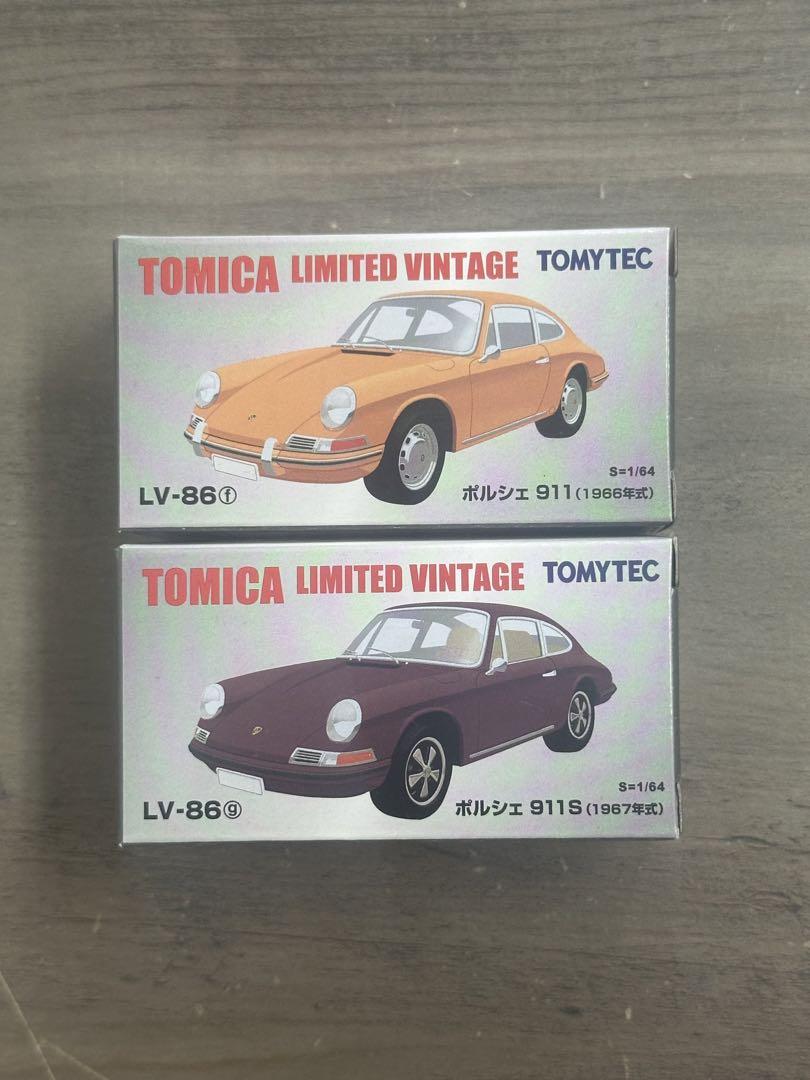 TOMICA LIMITED VINTAGE TOMYTEC
S=1/64
LV-86ⓕ ポルシェ 911(1966年式)
TOMICA LIMITED VINTAGE TOMYTEC
S=1/64
LV-86ⓖ ポルシェ 911S(1967年式)